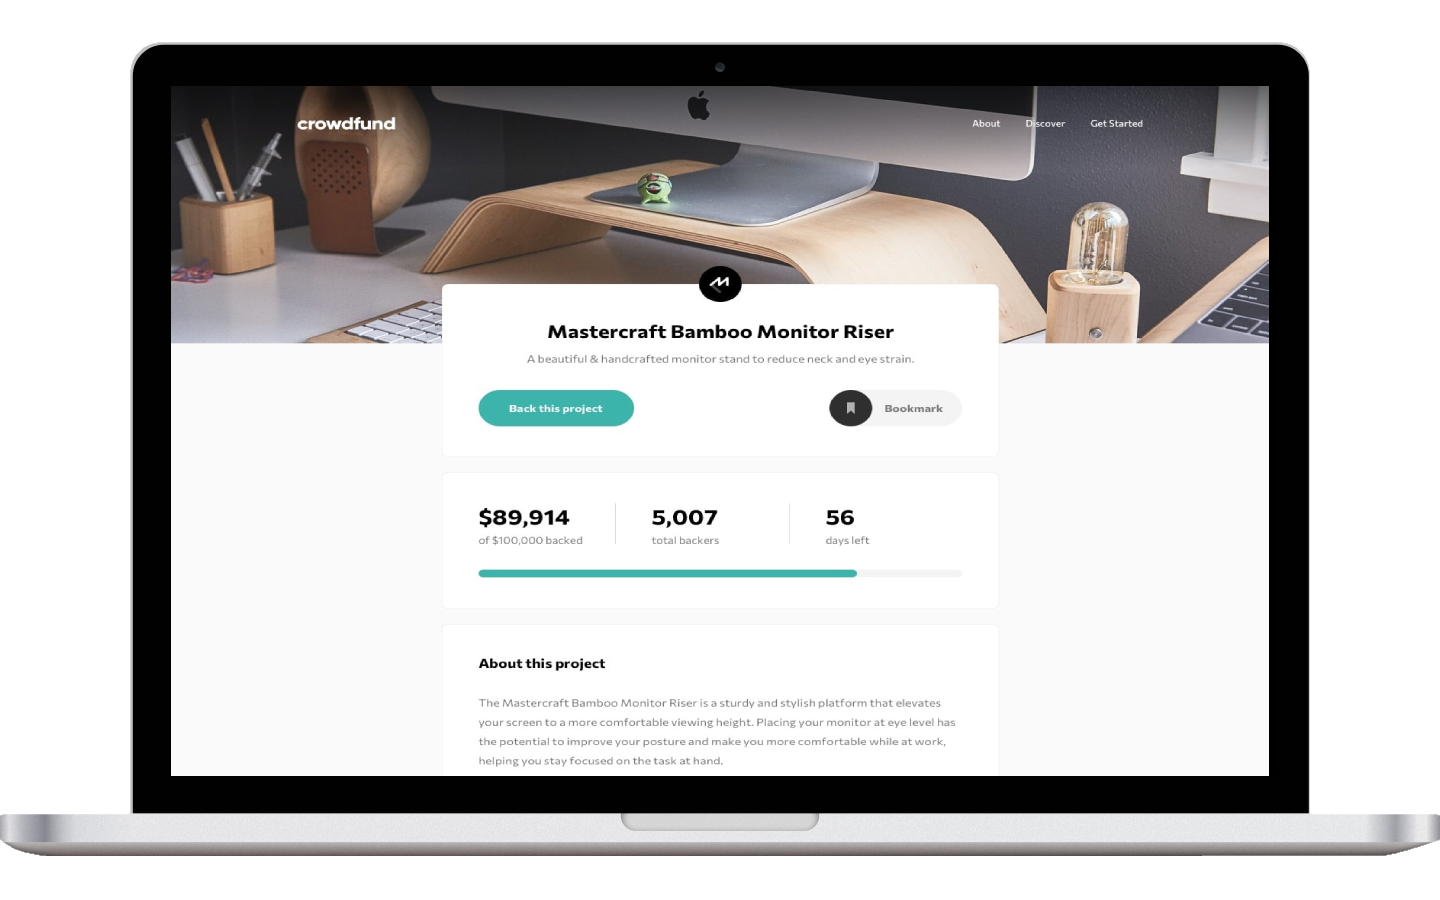 crowdfund
About Discover Get Started
Mastercraft Bamboo Monitor Riser
A beautiful & handcrafted monitor stand to reduce neck and eye strain.
Back this project
Bookmark
$89,914 5,007 56
of $100,000 backed total backers days left
About this project
The Mastercraft Bamboo Monitor Riser is a sturdy and stylish platform that elevates
your screen to a more comfortable viewing height. Placing your monitor at eye level has
the potential to improve your posture and make you more comfortable while at work,
helping you stay focused on the task at hand.